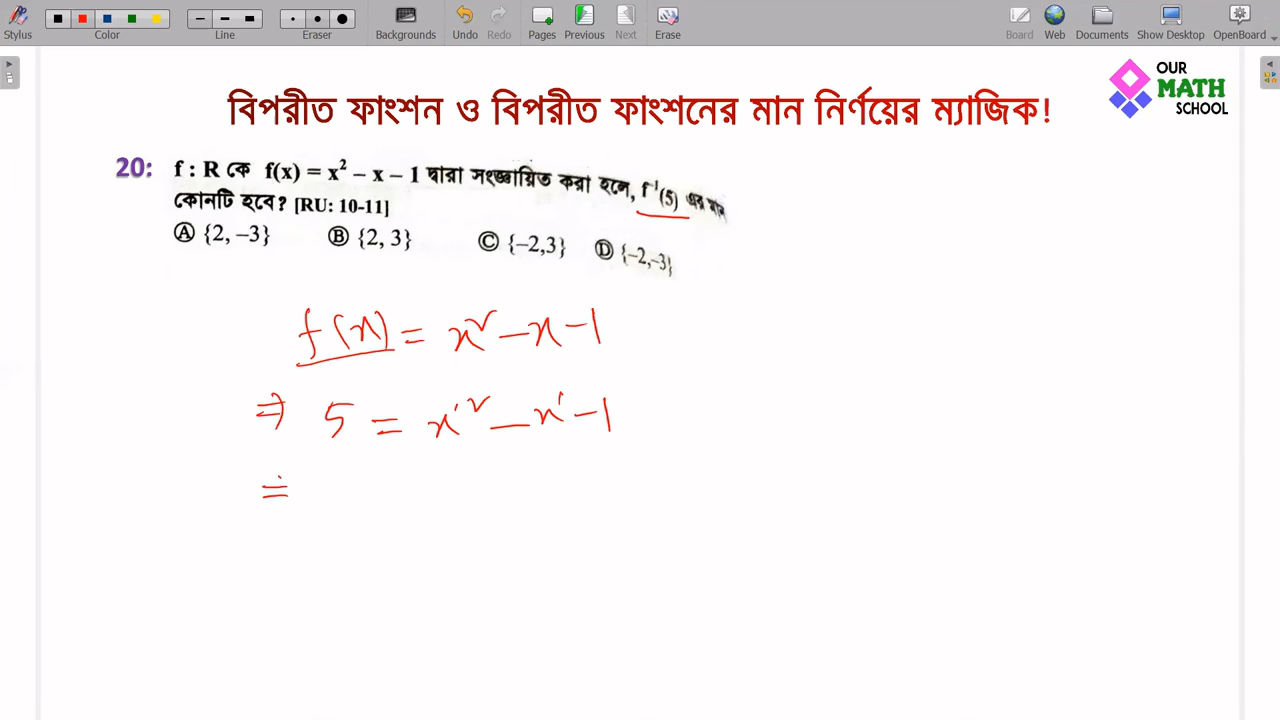 Stylus Color Line Eraser Backgrounds Undo Redo Pages Previous Next Erase Board Web Documents Show Desktop OpenBoard
OUR
MATH
SCHOOL
বিপরীত ফাংশন ও বিপরীত ফাংশনের মান নির্ণয়ের ম্যাজিক!
20: f : R কে f(x) = x² – x – 1 দ্বারা সংজ্ঞায়িত করা হলে, f⁻¹(5) এর মান
কোনটি হবে? [RU: 10-11]
Ⓐ {2, –3} Ⓑ {2, 3} Ⓒ {–2,3} Ⓓ {–2,–3}
f(x) = x² – x – 1
⇒ 5 = x'² – x' – 1
=